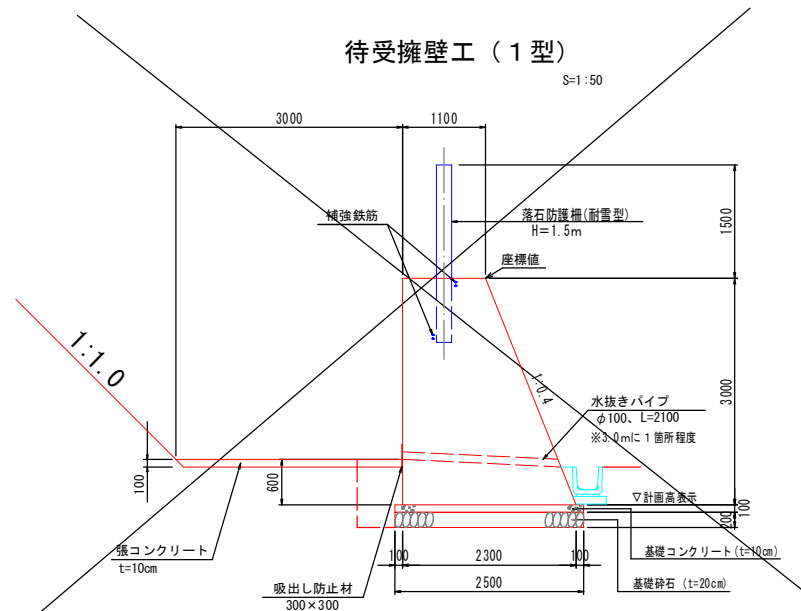 待受擁壁工（１型）
S=1:50
3000
1100
補強鉄筋
落石防護柵(耐雪型)
H＝1.5m
1500
座標値
1:1.0
1:0.4
3000
水抜きパイプ
φ100、L=2100
※3.0mに１箇所程度
100
600
▽計画高表示
100
200
張コンクリート
t=10cm
100
2300
100
基礎コンクリート(t=10cm)
2500
吸出し防止材
300×300
基礎砕石（t=20cm）